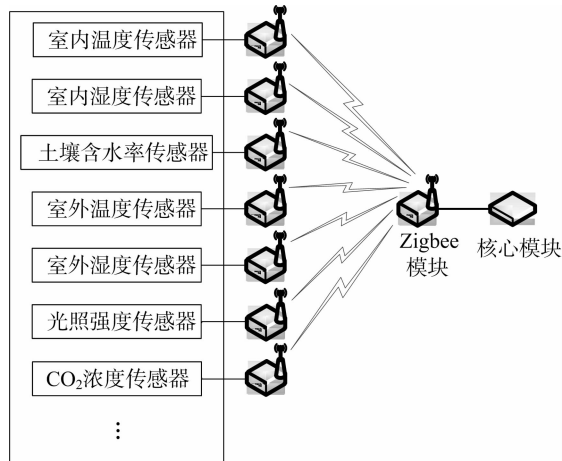 室内温度传感器
室内湿度传感器
土壤含水率传感器
室外温度传感器
室外湿度传感器
光照强度传感器
CO₂浓度传感器
⋮
Zigbee
模块
核心模块